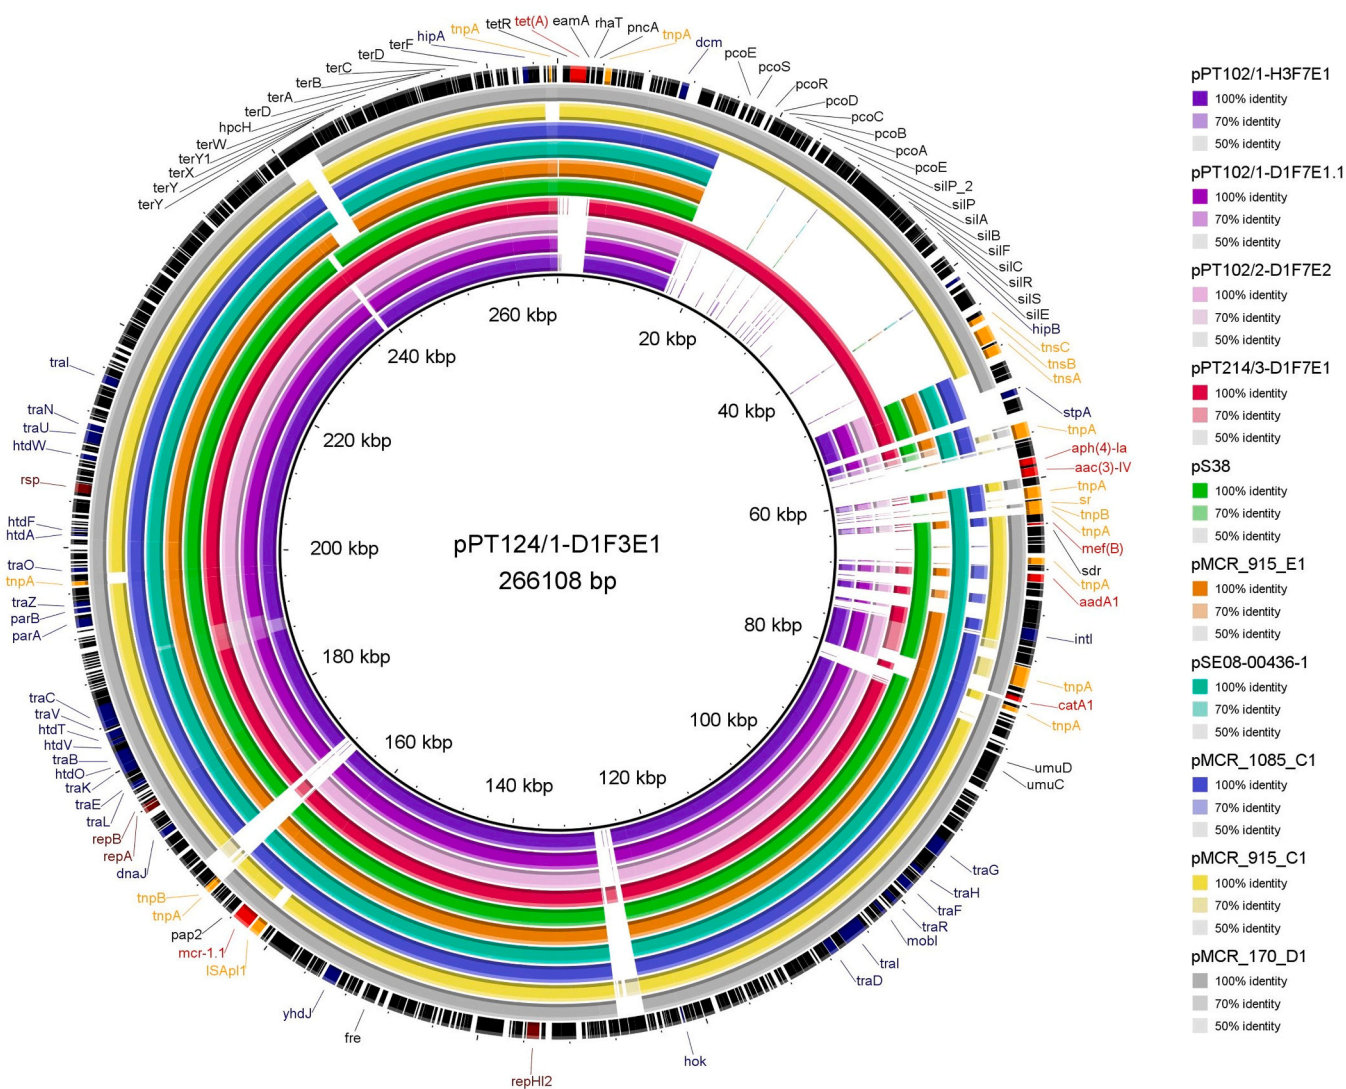 tnpA
tetR
tet(A)
eamA
rhaT
pncA
tnpA
dcm
pcoE
pcoS
pcoR
pcoD
pcoC
pcoB
pcoA
pcoE
silP_2
silP
silA
silB
silF
silC
silR
silS
silE
hipB
tnsC
tnsB
tnsA
stpA
tnpA
aph(4)-Ia
aac(3)-IV
tnpA
sr
tnpB
tnpA
mef(B)
sdr
tnpA
aadA1
intI
tnpA
catA1
tnpA
umuD
umuC
traG
traH
traF
traR
mobI
traI
traD
hok
repHI2
fre
yhdJ
ISApl1
mcr-1.1
pap2
tnpA
tnpB
dnaJ
repA
repB
traL
traE
traK
htdO
traB
htdV
htdT
traV
traC
parA
parB
traZ
tnpA
traO
htdA
htdF
rsp
htdW
traU
traN
traI
terY
terY
terX
terY1
terW
hpcH
terD
terA
terB
terC
terD
terF
hipA
260 kbp
20 kbp
40 kbp
60 kbp
80 kbp
100 kbp
120 kbp
140 kbp
160 kbp
180 kbp
200 kbp
220 kbp
240 kbp
pPT124/1-D1F3E1
266108 bp
pPT102/1-H3F7E1
100% identity
70% identity
50% identity
pPT102/1-D1F7E1.1
100% identity
70% identity
50% identity
pPT102/2-D1F7E2
100% identity
70% identity
50% identity
pPT214/3-D1F7E1
100% identity
70% identity
50% identity
pS38
100% identity
70% identity
50% identity
pMCR_915_E1
100% identity
70% identity
50% identity
pSE08-00436-1
100% identity
70% identity
50% identity
pMCR_1085_C1
100% identity
70% identity
50% identity
pMCR_915_C1
100% identity
70% identity
50% identity
pMCR_170_D1
100% identity
70% identity
50% identity